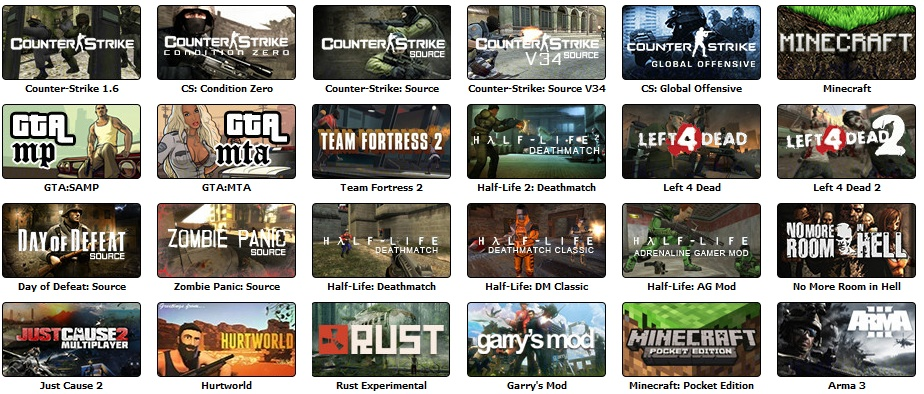 COUNTER-STRIKE
Counter-Strike 1.6
COUNTER-STRIKE
CONDITION ZERO
CS: Condition Zero
COUNTER-STRIKE
SOURCE
Counter-Strike: Source
COUNTER-STRIKE
SOURCE
V34
Counter-Strike: Source V34
COUNTER-STRIKE
GLOBAL OFFENSIVE
CS: Global Offensive
MINECRAFT
Minecraft
GTA
mp
GTA:SAMP
GTA
mta
GTA:MTA
TEAM FORTRESS 2
Team Fortress 2
HλLF-LIFE 2
DEATHMATCH
Half-Life 2: Deathmatch
LEFT 4 DEAD
Left 4 Dead
LEFT 4 DEAD 2
Left 4 Dead 2
DAY OF DEFEAT
SOURCE
Day of Defeat: Source
ZOMBIE PANIC
SOURCE
Zombie Panic: Source
HλLF-LIFE
DEATHMATCH
Half-Life: Deathmatch
HλLF-LIFE
DEATHMATCH CLASSIC
Half-Life: DM Classic
HλLF-LIFE
ADRENALINE GAMER MOD
Half-Life: AG Mod
NO MORE
ROOM IN HELL
No More Room in Hell
JUST CAUSE 2
MULTIPLAYER
Just Cause 2
Greetings from...
HURTWORLD
Hurtworld
RUST
Rust Experimental
garry's mod
Garry's Mod
MINECRAFT
POCKET EDITION
Minecraft: Pocket Edition
ARMA
III
Arma 3